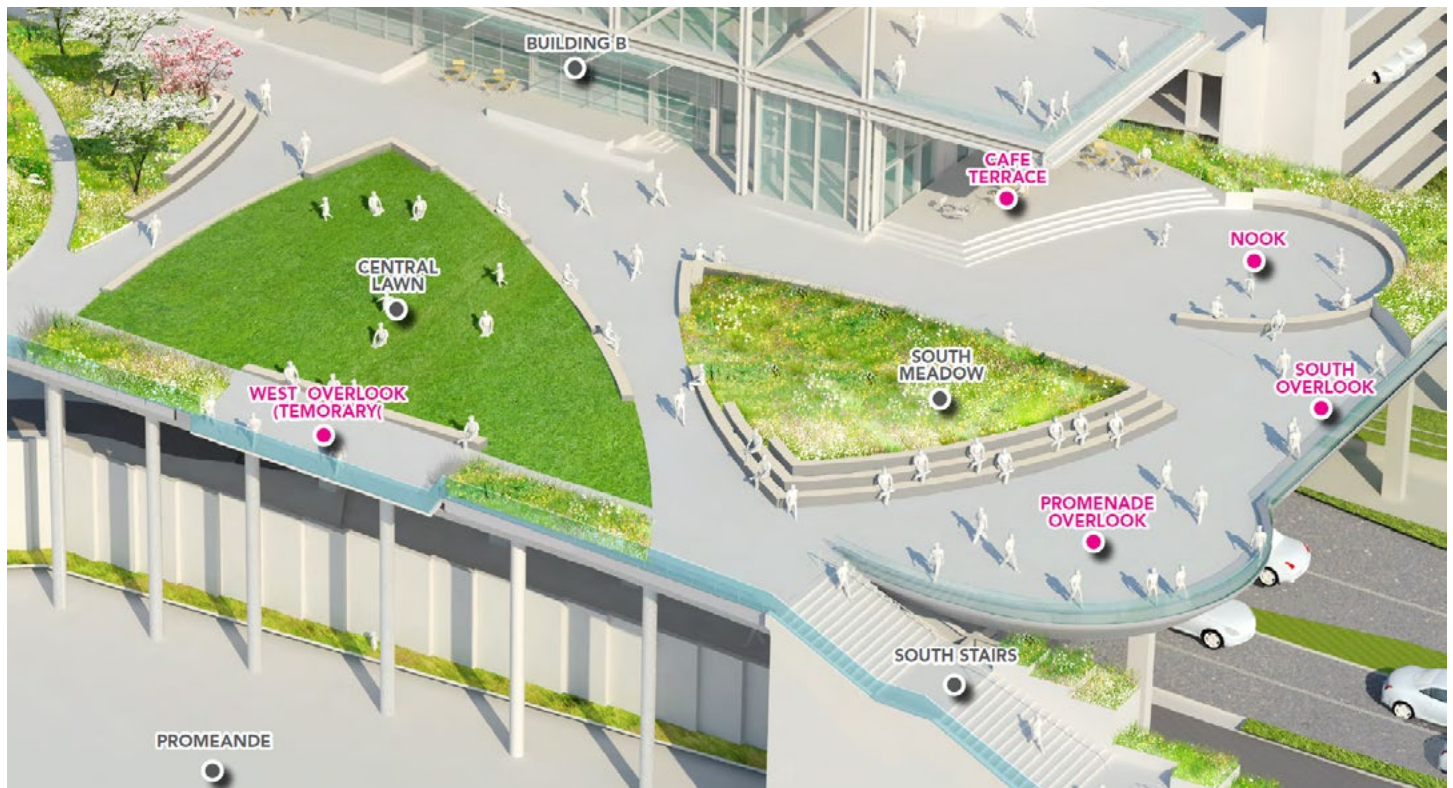 BUILDING B
CAFE
TERRACE
NOOK
CENTRAL
LAWN
SOUTH
MEADOW
SOUTH
OVERLOOK
WEST OVERLOOK
(TEMORARY(
PROMENADE
OVERLOOK
SOUTH STAIRS
PROMEANDE